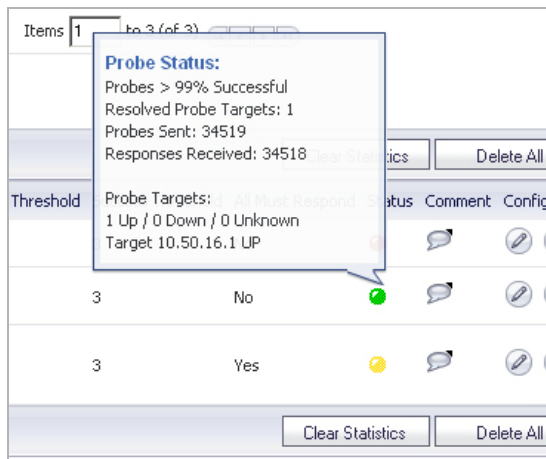 Items 1 to 3 (of 3)
Probe Status:
Probes > 99% Successful
Resolved Probe Targets: 1
Probes Sent: 34519
Responses Received: 34518
Probe Targets:
1 Up / 0 Down / 0 Unknown
Target 10.50.16.1 UP
Clear Statistics Delete All
Threshold All Must Respond Status Comment Config
3 No
3 Yes
Clear Statistics Delete All